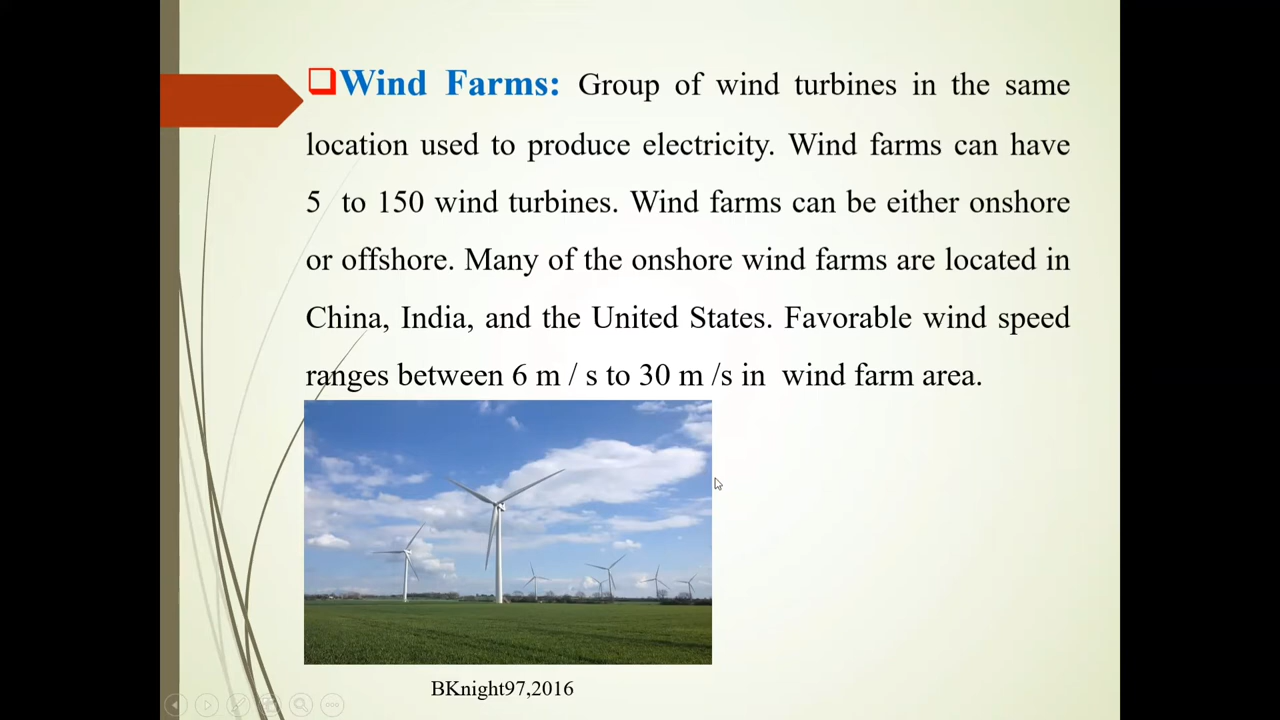 Wind Farms: Group of wind turbines in the same
location used to produce electricity. Wind farms can have
5 to 150 wind turbines. Wind farms can be either onshore
or offshore. Many of the onshore wind farms are located in
China, India, and the United States. Favorable wind speed
ranges between 6 m / s to 30 m /s in wind farm area.
BKnight97,2016